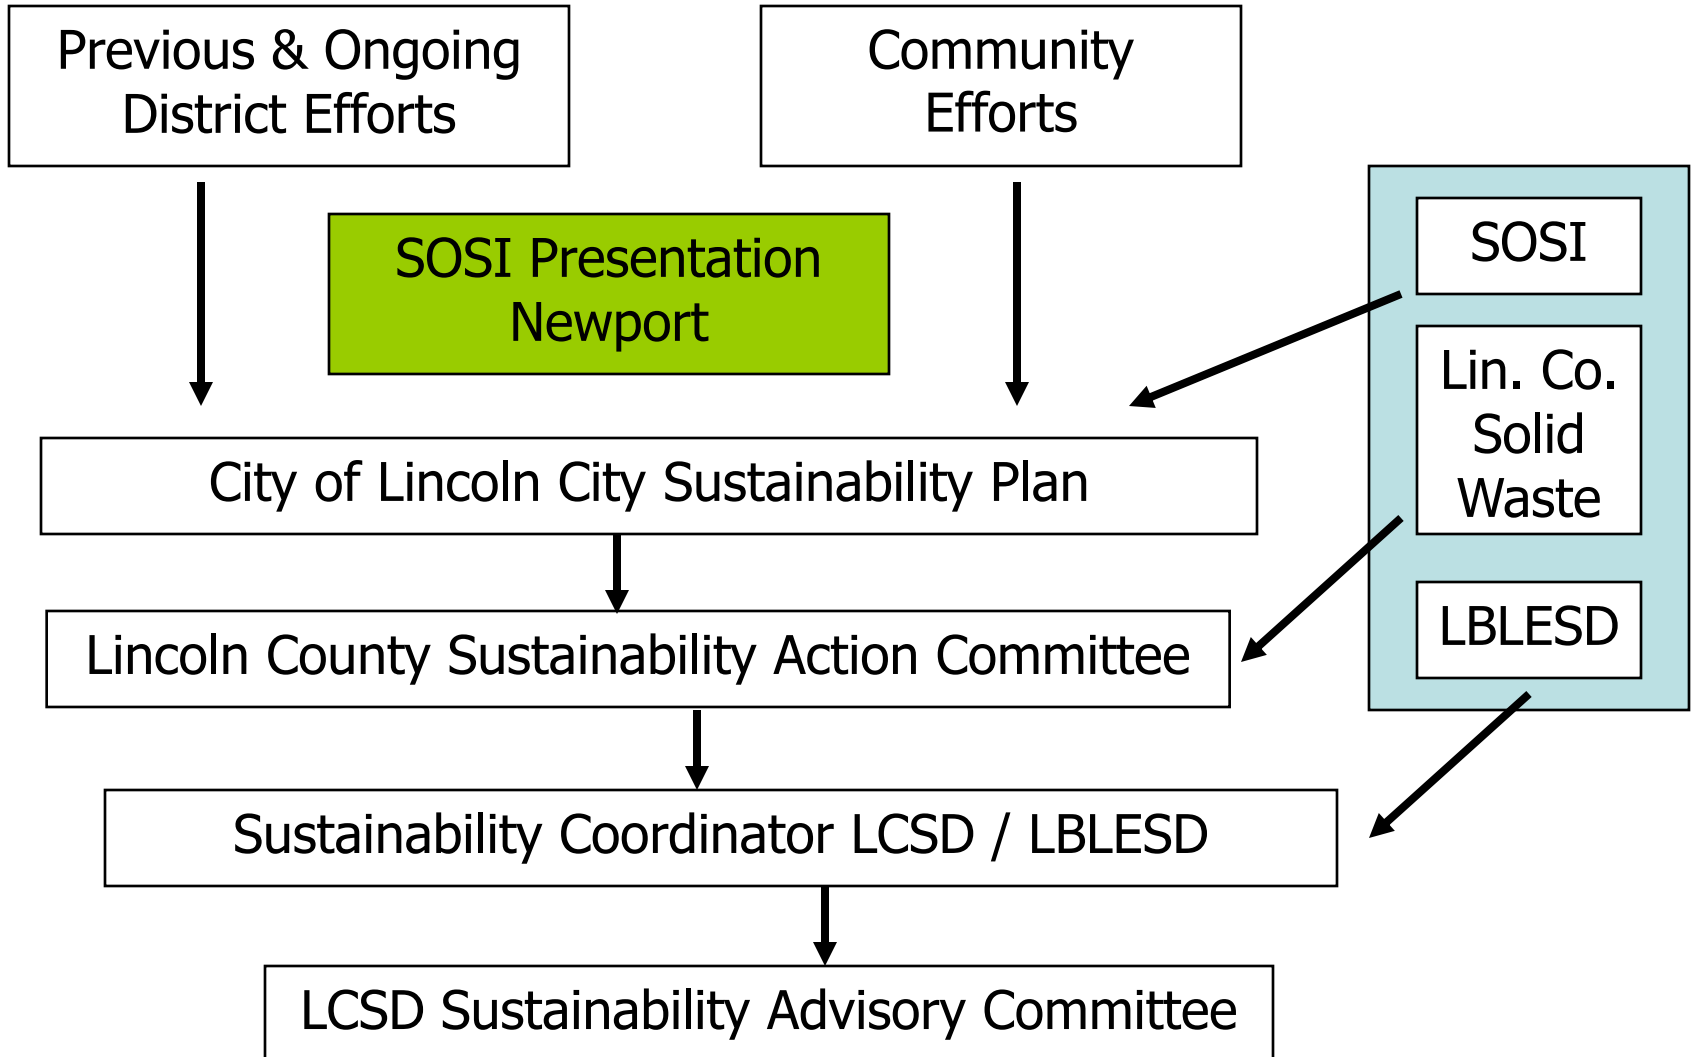 Previous & Ongoing
District Efforts
Community
Efforts
SOSI Presentation
Newport
SOSI
Lin. Co.
Solid
Waste
LBLESD
City of Lincoln City Sustainability Plan
Lincoln County Sustainability Action Committee
Sustainability Coordinator LCSD / LBLESD
LCSD Sustainability Advisory Committee